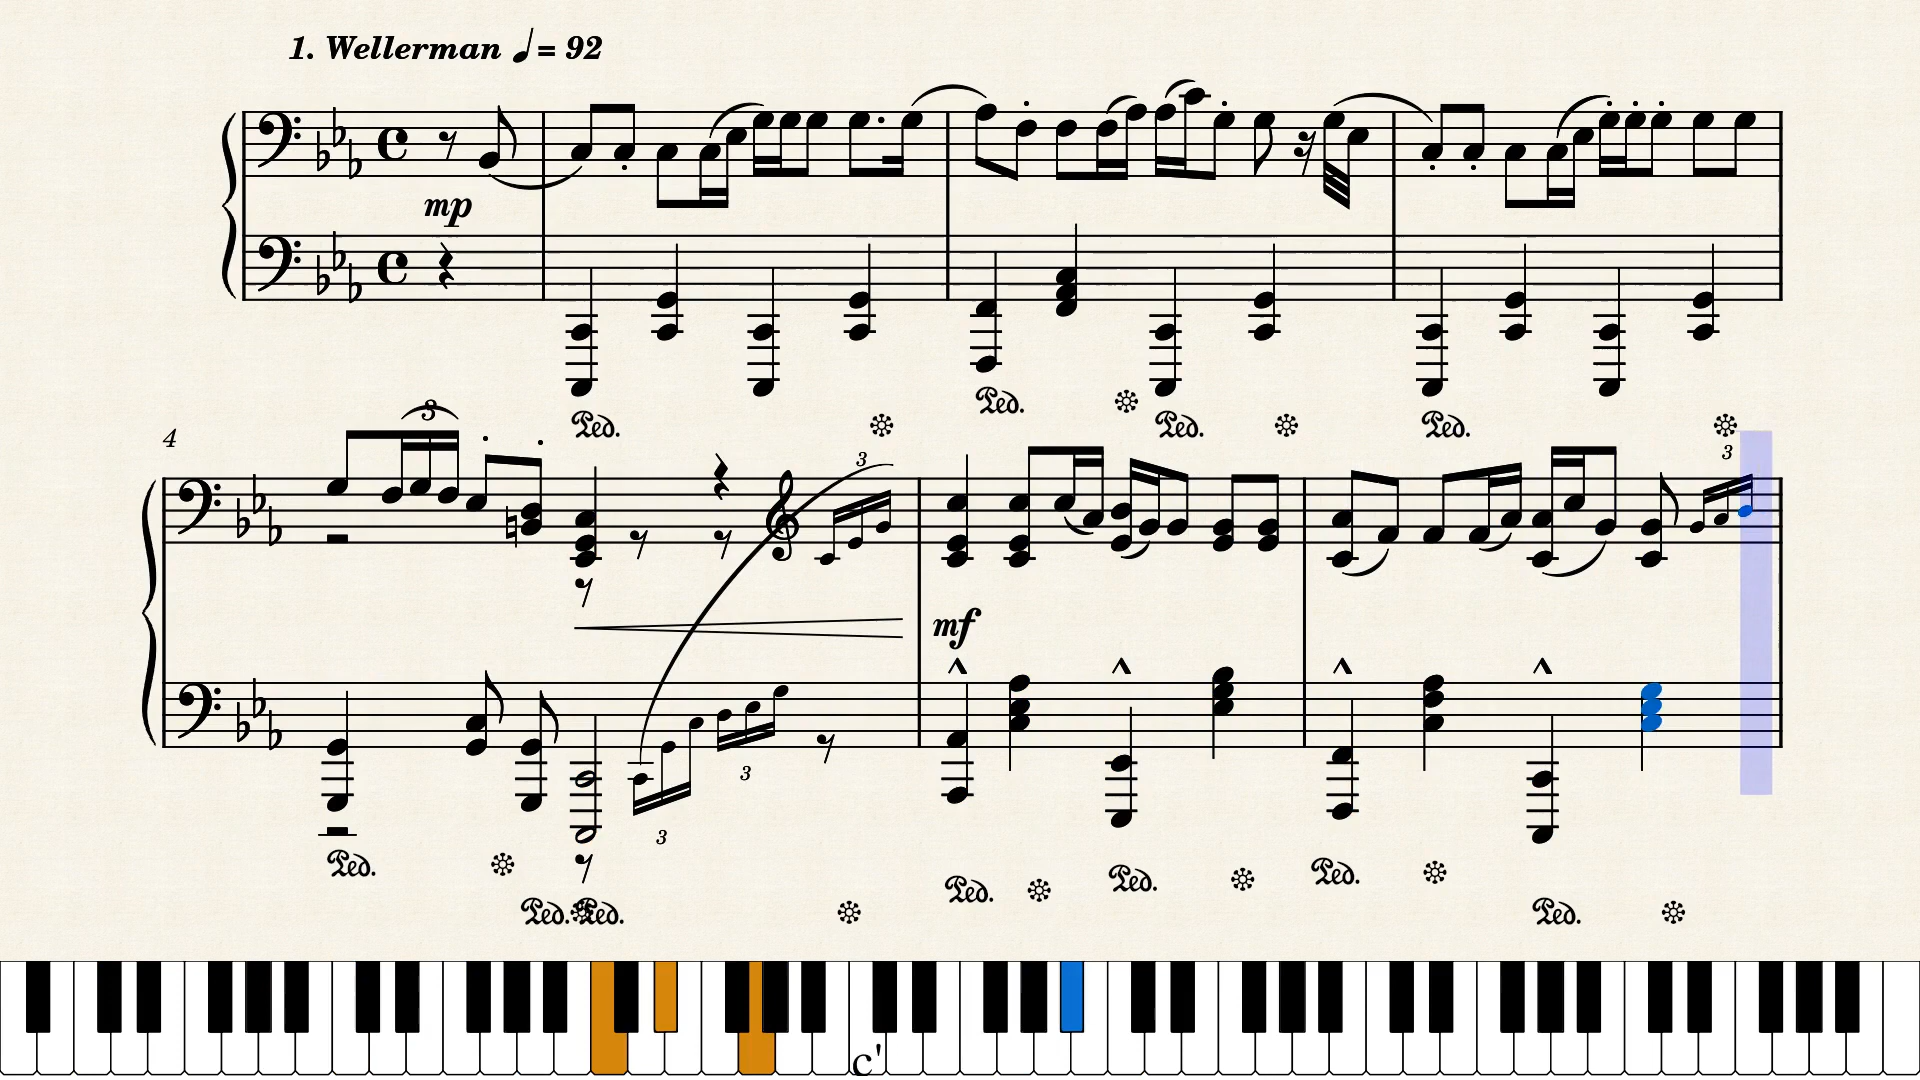 1. Wellerman ♩ = 92
mp
Ped. Ped. Ped. Ped.
4
3 3 3
mf
3 3
Ped. Ped. Ped. Ped. Ped. Ped. Ped.
c'